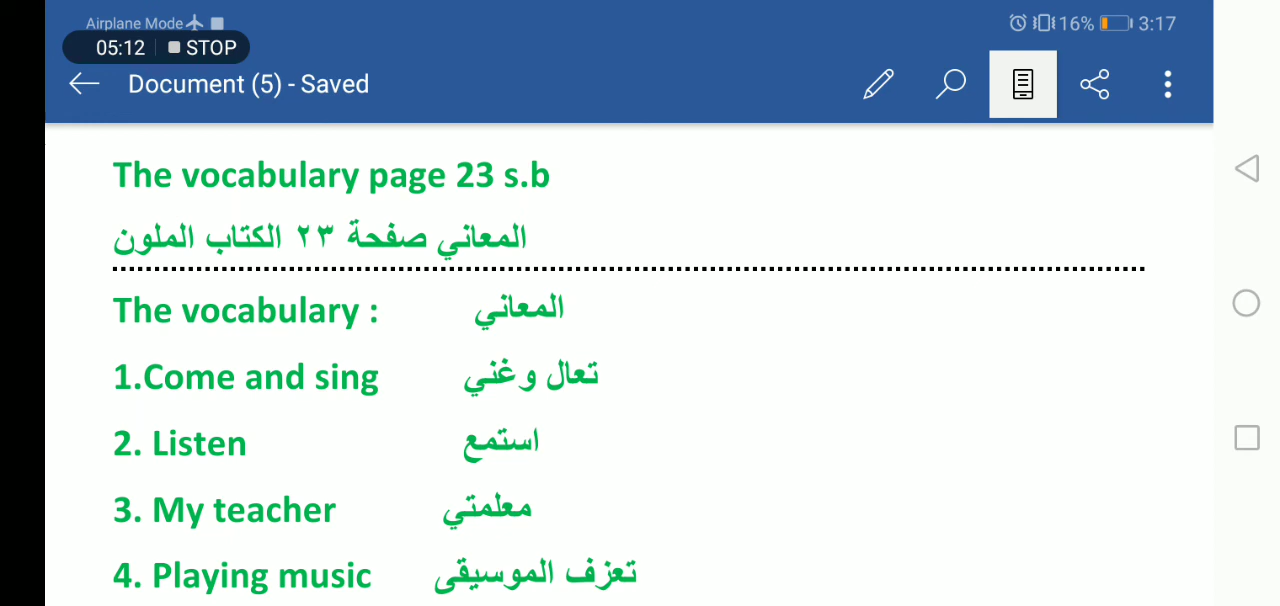 Airplane Mode
16% 3:17
05:12 STOP
Document (5) - Saved
The vocabulary page 23 s.b
المعاني صفحة ٢٣ الكتاب الملون
The vocabulary : المعاني
1.Come and sing تعال وغني
2. Listen استمع
3. My teacher معلمتي
4. Playing music تعزف الموسيقى